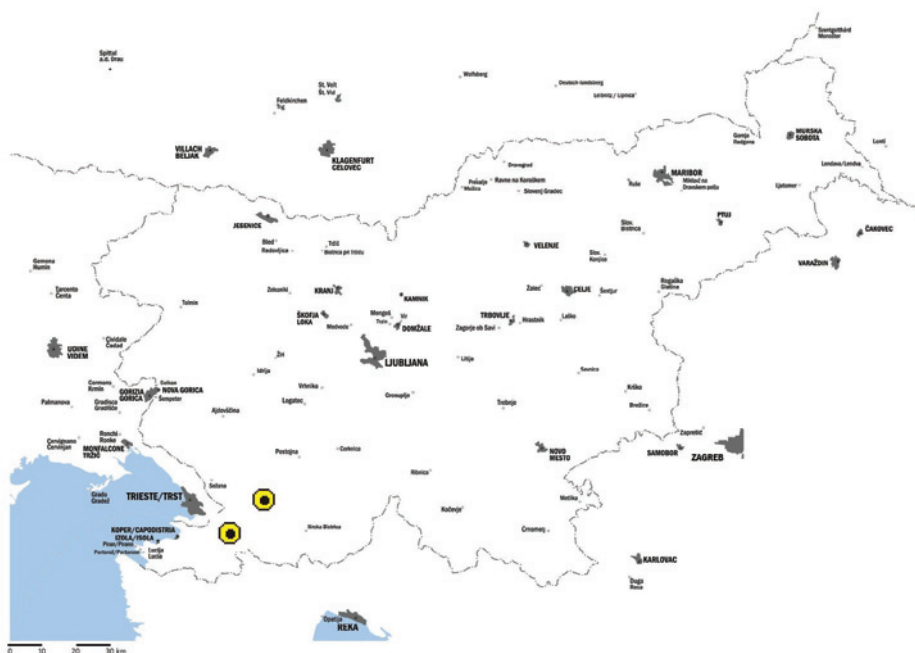 Szentgotthárd
Monošter
Spittal
a.d. Drau
Wolfsberg
Deutsch-landsberg
Leibnitz / Lipnica
St. Veit
Št. Vid
Feldkirchen
Trg
VILLACH
BELJAK
KLAGENFURT
CELOVEC
Gornja
Radgona
MURSKA
SOBOTA
Lenti
Lendava/Lendva
Ljutomer
Dravograd
Prevalje
Mežica
Ravne na Koroškem
Slovenj Gradec
Ruše
MARIBOR
Miklavž na
Dravskem polju
JESENICE
PTUJ
ČAKOVEC
Slov.
Bistrica
Bled
Radovljica
Tržič
Bistrica pri Tržiču
VELENJE
Slov.
Konjice
VARAŽDIN
Gemona
Humin
Tarcento
Čenta
Tolmin
Železniki
KRANJ
KAMNIK
Žalec
CELJE
Šentjur
Rogaška
Slatina
ŠKOFJA
LOKA
Medvode
Mengeš
Trzin
Vir
DOMŽALE
TRBOVLJE
Zagorje ob Savi
Hrastnik
Laško
UDINE
VIDEM
Cividale
Čedad
LJUBLJANA
Žiri
Idrija
Litija
Sevnica
Cormons
Krmin
GORIZIA
GORICA
Solkan
NOVA GORICA
Šempeter
Palmanova
Gradisca
Gradišče
Ajdovščina
Vrhnika
Logatec
Grosuplje
Trebnje
Krško
Brežice
Cervignano
Červinjan
Ronchi
Ronke
MONFALCONE
TRŽIČ
Postojna
Cerknica
Ribnica
NOVO
MESTO
Zaprešić
SAMOBOR
ZAGREB
Grado
Gradež
TRIESTE/TRST
Sežana
Kočevje
Metlika
Črnomelj
KOPER/CAPODISTRIA
IZOLA/ISOLA
Piran/Pirano
Portorož/Portorose
Lucija
Lucia
Ilirska Bistrica
KARLOVAC
Duga
Resa
Opatija
REKA
0 10 20 30 km